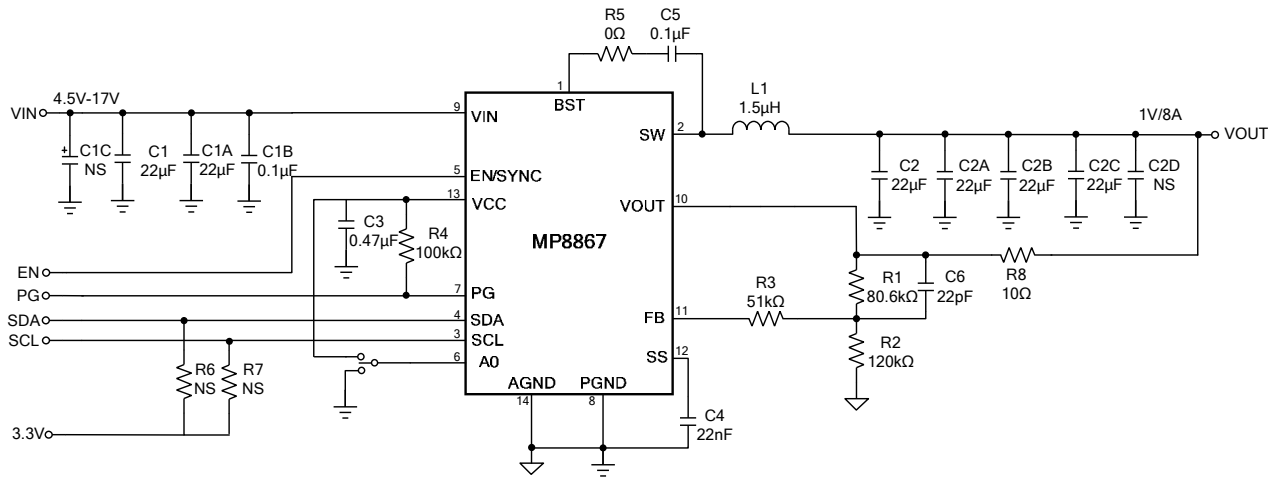 R5
0Ω
C5
0.1µF
1
BST
L1
1.5µH
4.5V-17V
VIN
9
VIN
SW
2
1V/8A
VOUT
+
C1C
NS
C1
22µF
C1A
22µF
C1B
0.1µF
C2
22µF
C2A
22µF
C2B
22µF
C2C
22µF
C2D
NS
5
EN/SYNC
13
VCC
VOUT
10
C3
0.47µF
R4
100kΩ
MP8867
EN
PG
7
PG
SDA
4
SDA
SCL
3
SCL
6
A0
R3
51kΩ
R1
80.6kΩ
C6
22pF
R8
10Ω
FB
11
R2
120kΩ
SS
12
R6
NS
R7
NS
AGND
14
PGND
8
C4
22nF
3.3V